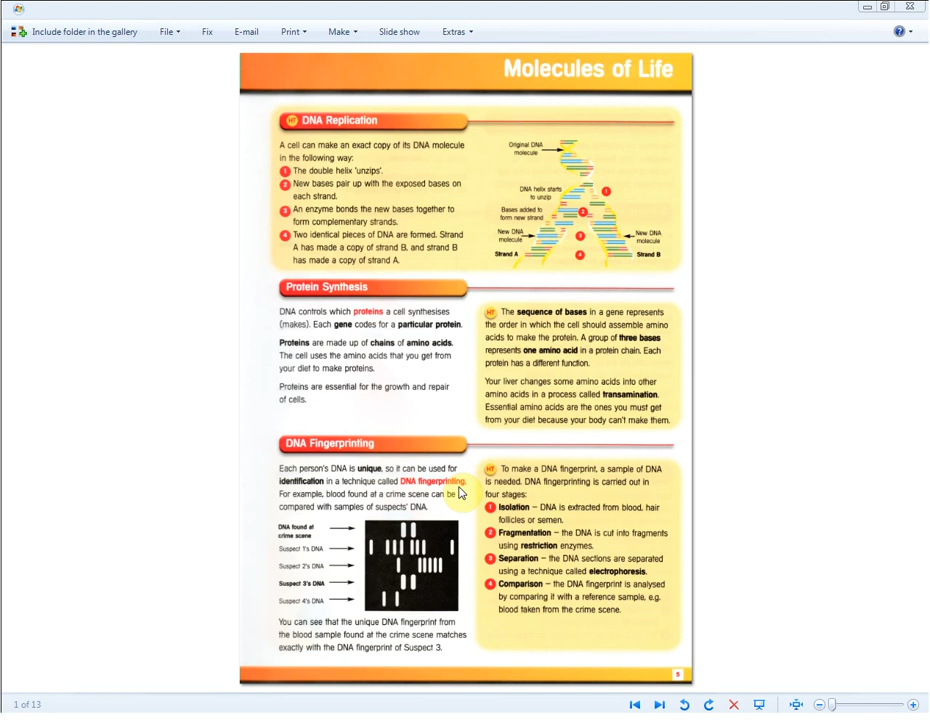 Include folder in the gallery File Fix E-mail Print Make Slide show Extras
Molecules of Life
HT DNA Replication
A cell can make an exact copy of its DNA molecule
in the following way:
1 The double helix 'unzips'.
2 New bases pair up with the exposed bases on
each strand.
3 An enzyme bonds the new bases together to
form complementary strands.
4 Two identical pieces of DNA are formed. Strand
A has made a copy of strand B, and strand B
has made a copy of strand A.
Original DNA
molecule
DNA helix starts
to unzip
1
Bases added to
form new strand
2
New DNA
molecule
3
New DNA
molecule
Strand A
4
Strand B
Protein Synthesis
DNA controls which proteins a cell synthesises
(makes). Each gene codes for a particular protein.
Proteins are made up of chains of amino acids.
The cell uses the amino acids that you get from
your diet to make proteins.
Proteins are essential for the growth and repair
of cells.
HT The sequence of bases in a gene represents
the order in which the cell should assemble amino
acids to make the protein. A group of three bases
represents one amino acid in a protein chain. Each
protein has a different function.
Your liver changes some amino acids into other
amino acids in a process called transamination.
Essential amino acids are the ones you must get
from your diet because your body can't make them.
DNA Fingerprinting
Each person's DNA is unique, so it can be used for
identification in a technique called DNA fingerprinting.
For example, blood found at a crime scene can be
compared with samples of suspects' DNA.
DNA found at
crime scene
Suspect 1's DNA
Suspect 2's DNA
Suspect 3's DNA
Suspect 4's DNA
You can see that the unique DNA fingerprint from
the blood sample found at the crime scene matches
exactly with the DNA fingerprint of Suspect 3.
HT To make a DNA fingerprint, a sample of DNA
is needed. DNA fingerprinting is carried out in
four stages:
1 Isolation – DNA is extracted from blood, hair
follicles or semen.
2 Fragmentation – the DNA is cut into fragments
using restriction enzymes.
3 Separation – the DNA sections are separated
using a technique called electrophoresis.
4 Comparison – the DNA fingerprint is analysed
by comparing it with a reference sample, e.g.
blood taken from the crime scene.
5
1 of 13